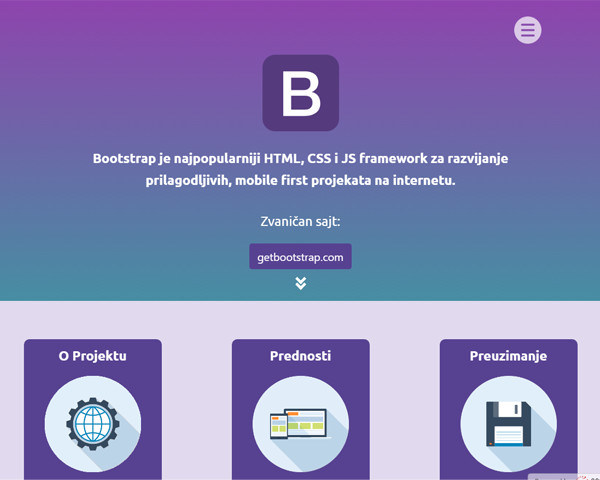 B
Bootstrap je najpopularniji HTML, CSS i JS framework za razvijanje
prilagodljivih, mobile first projekata na internetu.
Zvaničan sajt:
getbootstrap.com
O Projektu
Prednosti
Preuzimanje